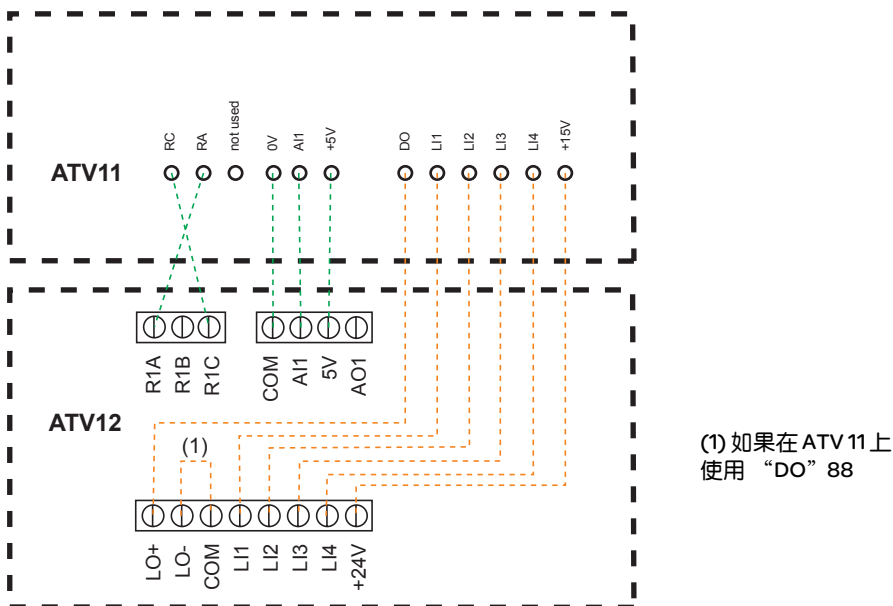 RC
RA
not used
0V
AI1
+5V
DO
LI1
LI2
LI3
LI4
+15V
ATV11
R1A
R1B
R1C
COM
AI1
5V
AO1
ATV12
(1)
LO+
LO-
COM
LI1
LI2
LI3
LI4
+24V
(1) 如果在 ATV 11 上
使用 “DO”88